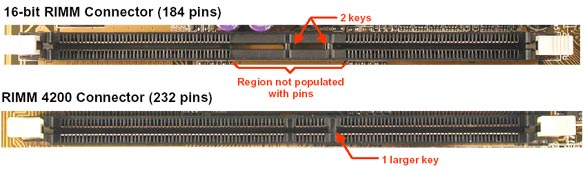 16-bit RIMM Connector (184 pins)
2 keys
Region not populated
with pins
RIMM 4200 Connector (232 pins)
1 larger key